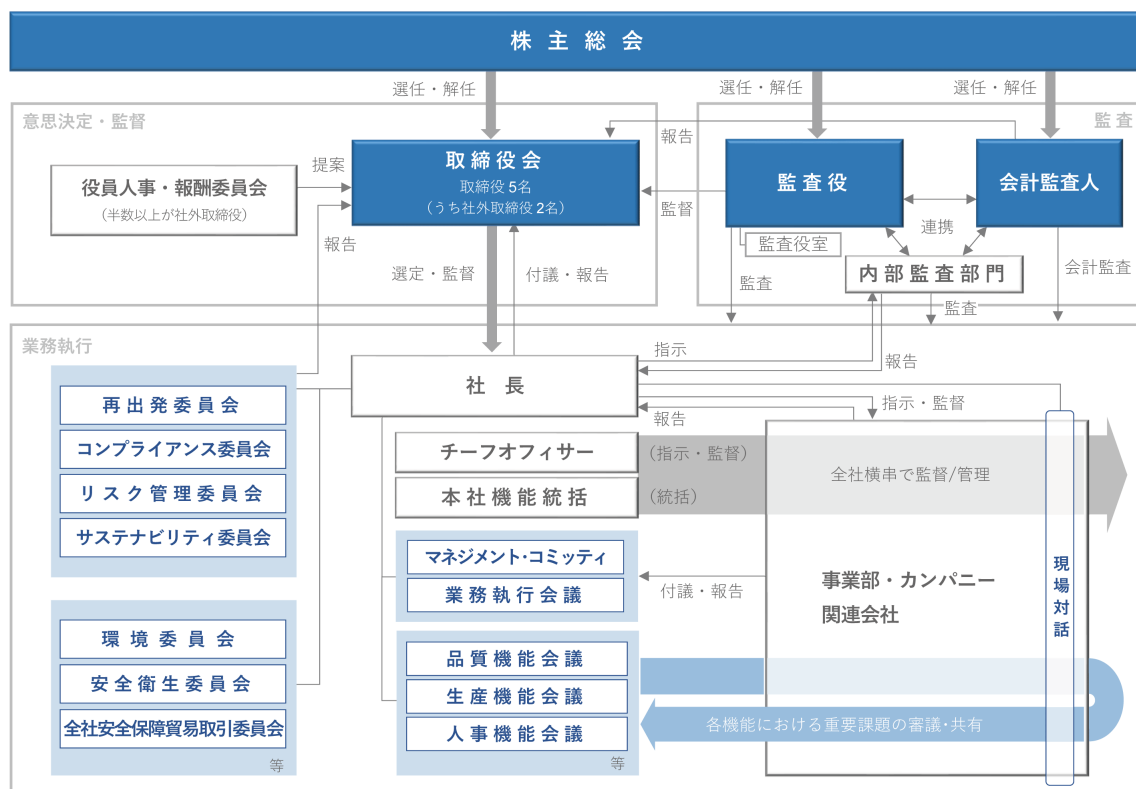 株主総会
選任・解任
選任・解任
選任・解任
意思決定・監督
監査
役員人事・報酬委員会
(半数以上が社外取締役)
提案
報告
取締役会
取締役5名
(うち社外取締役2名)
報告
監督
監査役
会計監査人
連携
監査役室
内部監査部門
監査
監査
会計監査
選定・監督
付議・報告
業務執行
社長
指示
報告
指示・監督
報告
再出発委員会
コンプライアンス委員会
リスク管理委員会
サステナビリティ委員会
環境委員会
安全衛生委員会
全社安全保障貿易取引委員会
等
チーフオフィサー
(指示・監督)
本社機能統括
(統括)
全社横串で監督/管理
マネジメント・コミッティ
業務執行会議
付議・報告
事業部・カンパニー
関連会社
現場対話
品質機能会議
生産機能会議
人事機能会議
等
各機能における重要課題の審議・共有